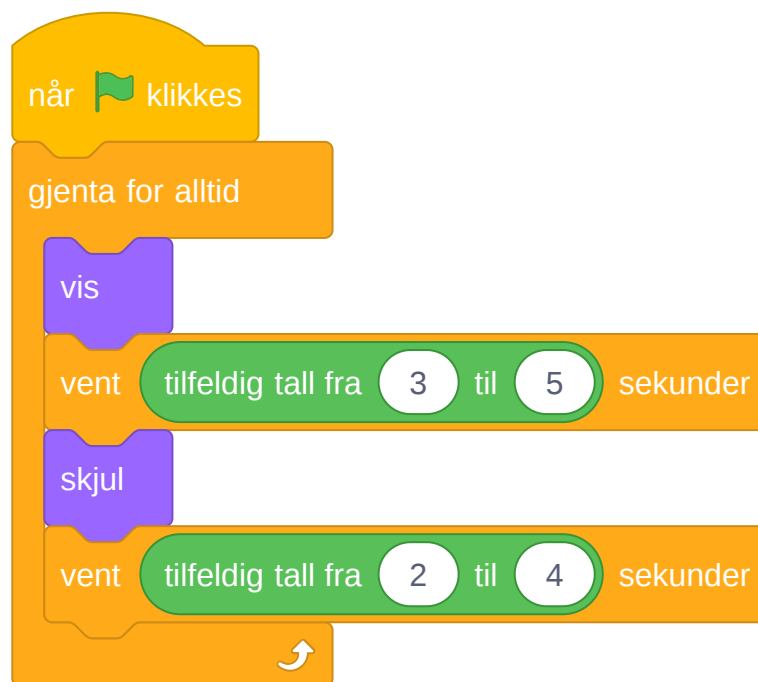 når klikkes
gjenta for alltid
vis
vent tilfeldig tall fra 3 til 5 sekunder
skjul
vent tilfeldig tall fra 2 til 4 sekunder